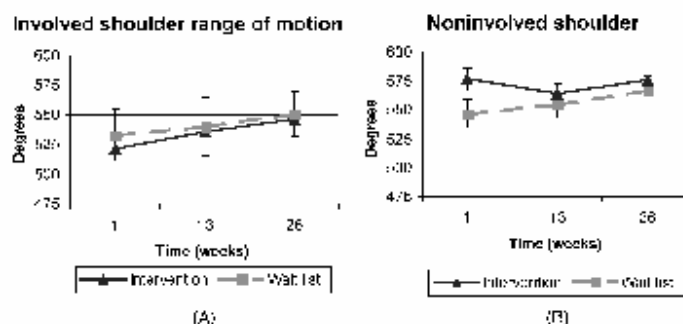 Involved shoulder range of motion
600
575
550
525
500
475
Degrees
1
13
26
Time (weeks)
Intervention
Wait list
(A)
Noninvolved shoulder
600
575
550
525
500
475
Degrees
1
13
26
Time (weeks)
Intervention
Wait list
(B)